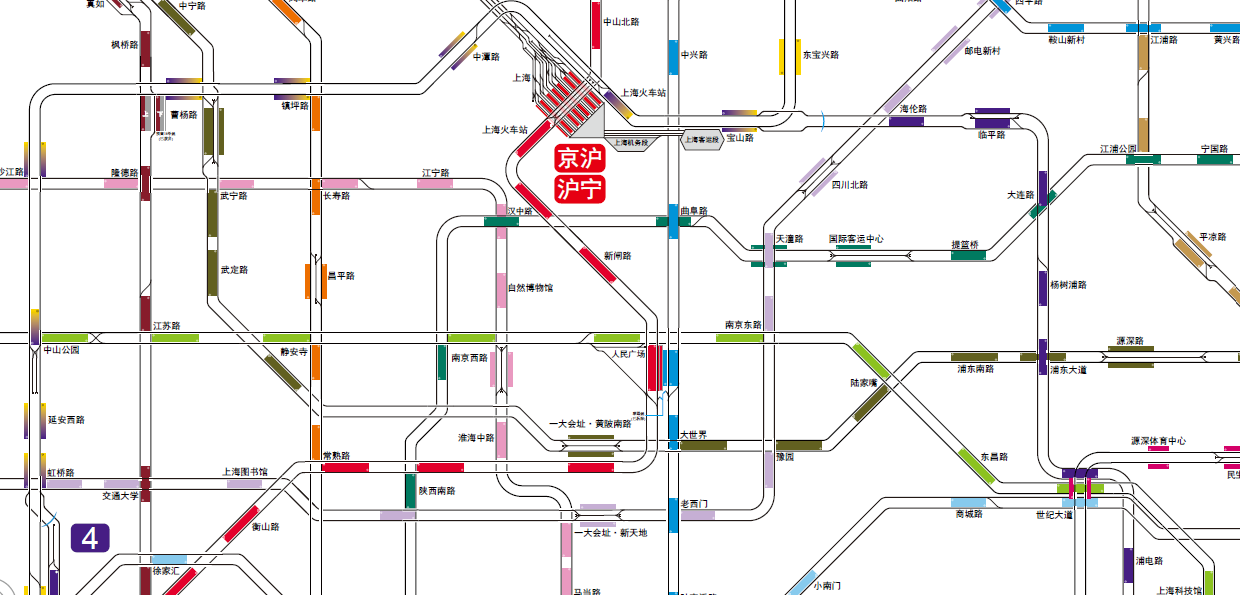 真如
中宁路
中山北路
四平路
枫桥路
中潭路
中兴路
东宝兴路
邮电新村
鞍山新村
江浦路
黄兴路
上海
镇坪路
曹杨路
上海火车站
海伦路
上海火车站
宝山路
临平路
上海机务段
上海客运段
京沪
沪宁
江浦公园
宁国路
沙江路
隆德路
江宁路
四川北路
武宁路
长寿路
大连路
汉中路
曲阜路
天潼路
国际客运中心
提篮桥
平凉路
新闸路
武定路
昌平路
自然博物馆
杨树浦路
江苏路
南京东路
中山公园
静安寺
南京西路
人民广场
源深路
浦东南路
浦东大道
陆家嘴
延安西路
一大会址·黄陂南路
淮海中路
大世界
豫园
源深体育中心
常熟路
东昌路
虹桥路
上海图书馆
民生
交通大学
陕西南路
老西门
商城路
世纪大道
衡山路
一大会址·新天地
4
徐家汇
浦电路
小南门
上海科技馆
马当路